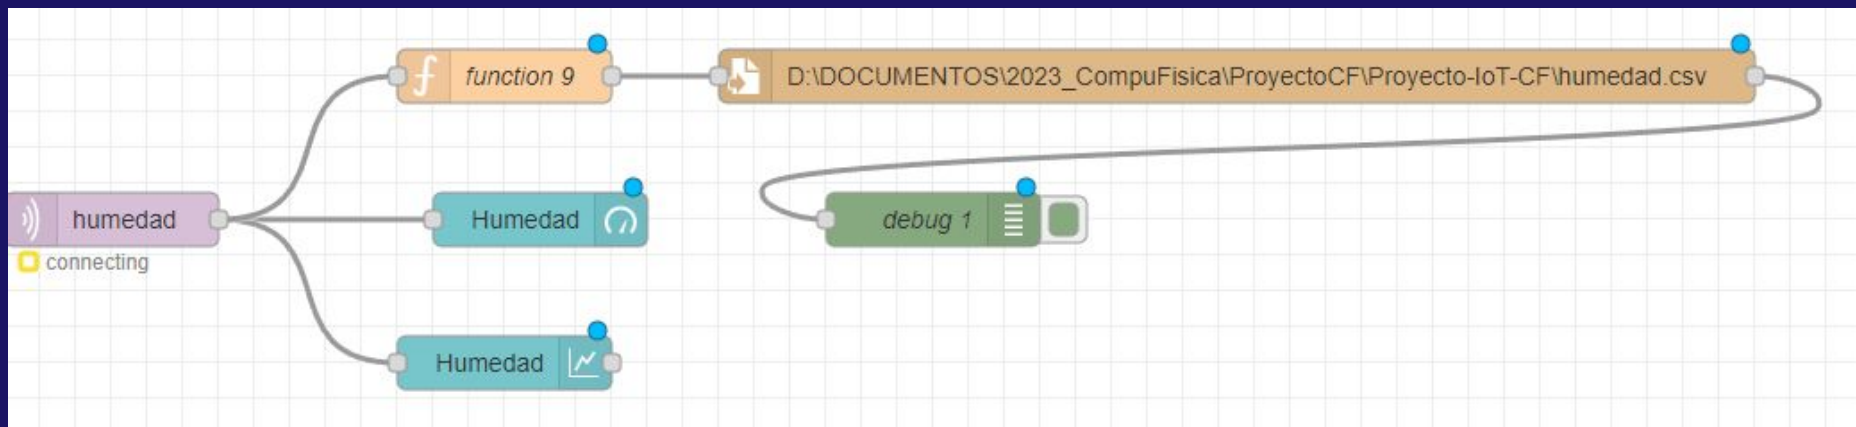 function 9
D:\DOCUMENTOS\2023_CompuFisica\ProyectoCF\Proyecto-IoT-CF\humedad.csv
humedad
Humedad
debug 1
connecting
Humedad